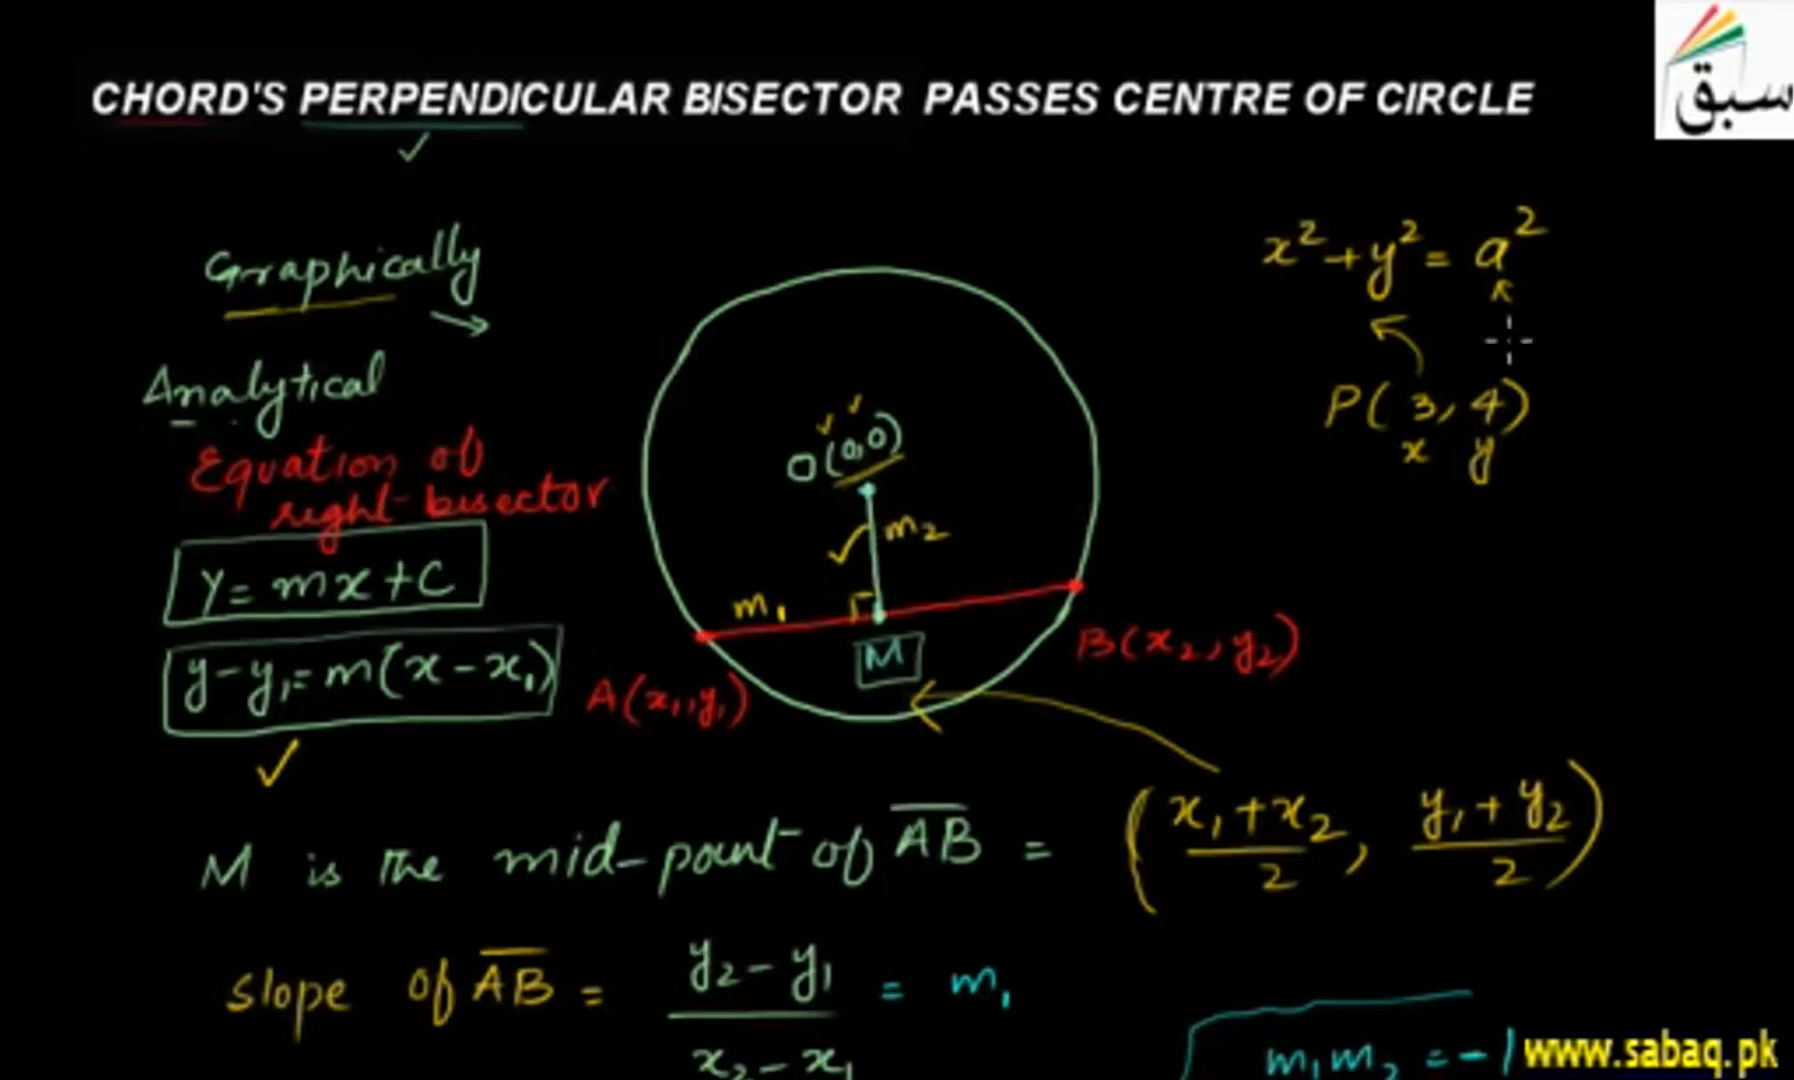 سبق
CHORD'S PERPENDICULAR BISECTOR PASSES CENTRE OF CIRCLE
Graphically
x² + y² = a²
Analytical
P(3, 4)
x y
O(0,0)
Equation of
right bisector
m₂
y = mx + c
m₁
M
B(x₂, y₂)
y - y₁ = m(x - x₁)
A(x₁, y₁)
M is the mid-point of AB = (x₁ + x₂ / 2, y₁ + y₂ / 2)
slope of AB = y₂ - y₁ / x₂ - x₁ = m₁
m₁m₂ = -1
www.sabaq.pk